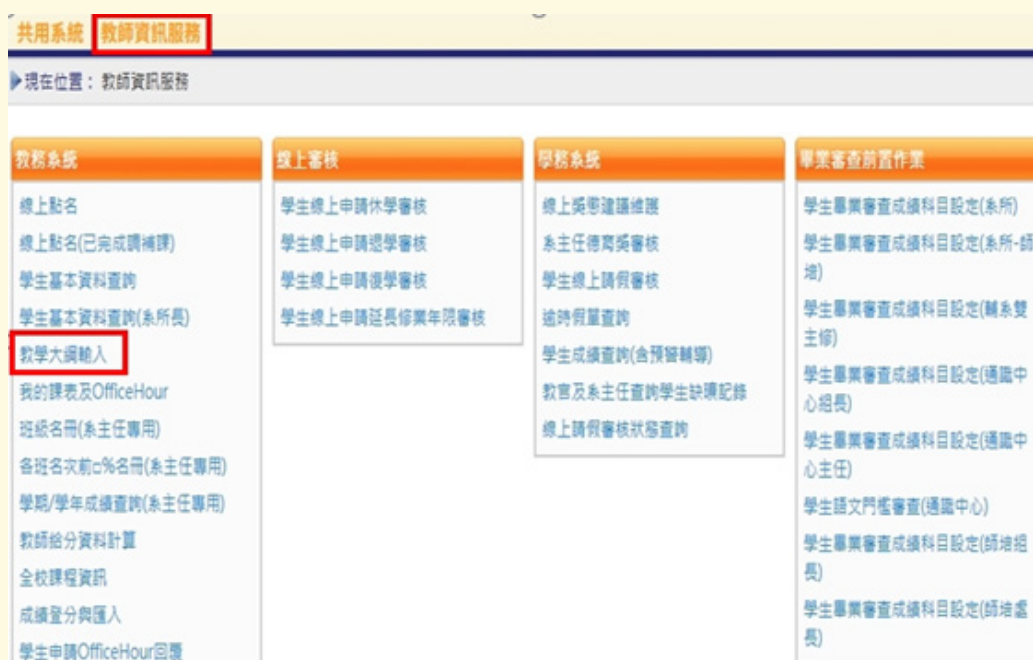 共用系統 教師資訊服務
現在位置：教師資訊服務
教務系統
線上點名
線上點名(已完成調補課)
學生基本資料查詢
學生基本資料查詢(系所長)
教學大綱輸入
我的課表及OfficeHour
班級名冊(系主任專用)
各班名次前□%名冊(系主任專用)
學期/學年成績查詢(系主任專用)
教師給分資料計算
全校課程資訊
成績登分與匯入
學生申請OfficeHour回覆
線上審核
學生線上申請休學審核
學生線上申請退學審核
學生線上申請復學審核
學生線上申請延長修業年限審核
學務系統
線上獎懲建議維護
系主任德育獎審核
學生線上請假審核
逾時假單查詢
學生成績查詢(含預警輔導)
教官及系主任查詢學生缺曠記錄
線上請假審核狀態查詢
畢業審查前置作業
學生畢業審查成績科目設定(系所)
學生畢業審查成績科目設定(系所-師
培)
學生畢業審查成績科目設定(輔系雙
主修)
學生畢業審查成績科目設定(通識中
心組長)
學生畢業審查成績科目設定(通識中
心主任)
學生語文門檻審查(通識中心)
學生畢業審查成績科目設定(師培組
長)
學生畢業審查成績科目設定(師培處
長)